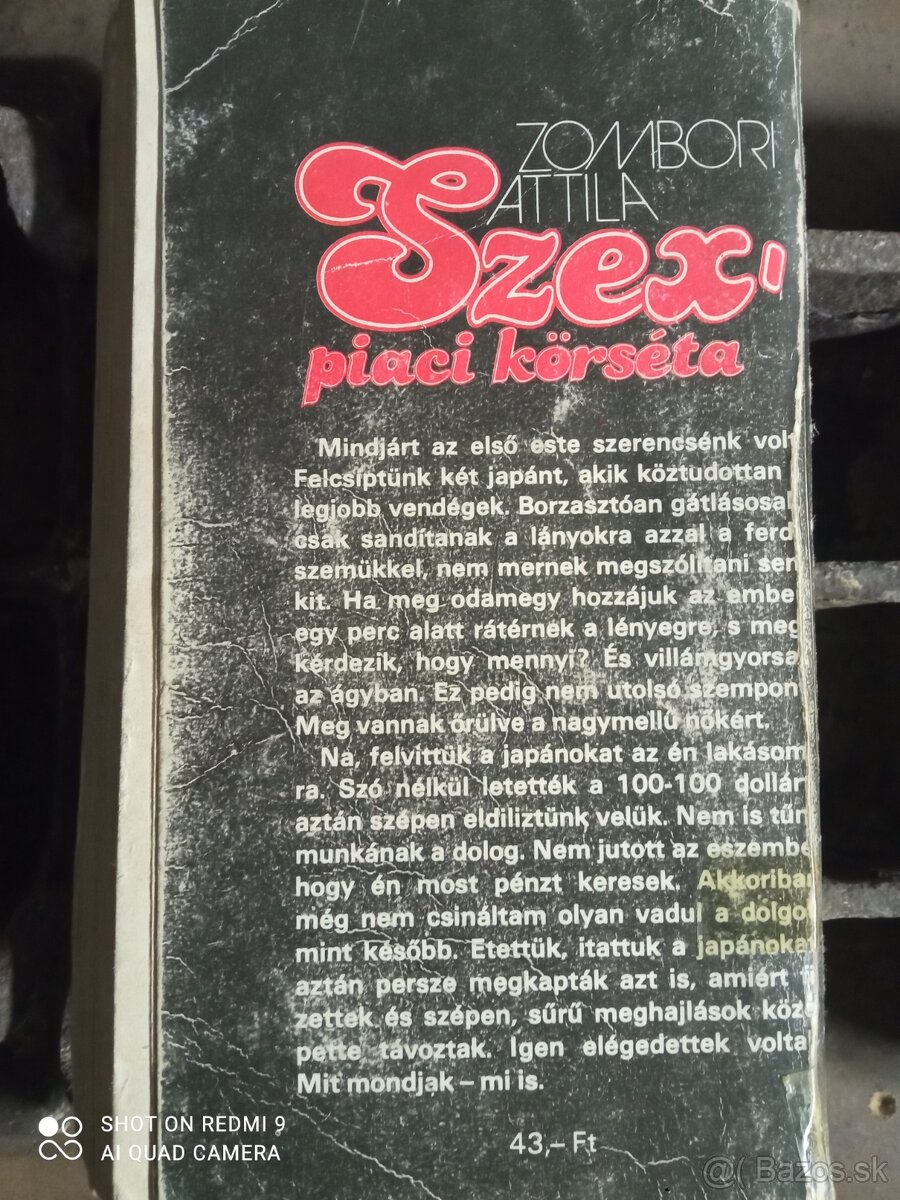 ZOMBORI
ATTILA
Szex-
piaci körséta
Mindjárt az első este szerencsénk volt
Felcsíptünk két japánt, akik köztudottan
legjobb vendégek. Borzasztóan gátlásosa
csak sandítanak a lányokra azzal a ferd
szemükkel, nem mernek megszólítani sen
kit. Ha meg odamegy hozzájuk az embe
egy perc alatt rátérnek a lényegre, s meg
kérdezik, hogy mennyi? És villámgyorsa
az ágyban. Ez pedig nem utolsó szempon
Meg vannak őrülve a nagymellű nőkért.
Na, felvittük a japánokat az én lakásom
ra. Szó nélkül letették a 100-100 dollár
aztán szépen eldiliztünk velük. Nem is tűn
munkának a dolog. Nem jutott az eszembe
hogy én most pénzt keresek. Akkoriban
még nem csináltam olyan vadul a dolgo
mint később. Etettük, itattuk a japánoka
aztán persze megkapták azt is, amiért fi
zettek és szépen, sűrű meghajlások köze
pette távoztak. Igen elégedettek volta
Mit mondjak – mi is.
43,– Ft
SHOT ON REDMI 9
AI QUAD CAMERA
@( Bazos.sk